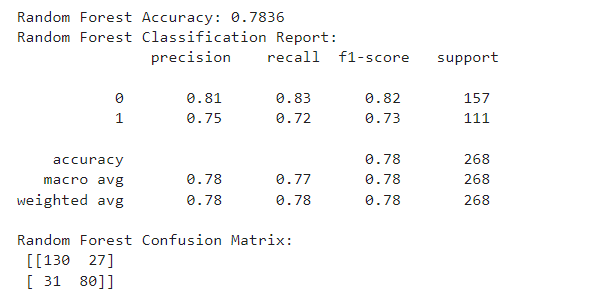 Random Forest Accuracy: 0.7836
Random Forest Classification Report:
              precision    recall  f1-score   support

           0       0.81      0.83      0.82       157
           1       0.75      0.72      0.73       111

    accuracy                           0.78       268
   macro avg       0.78      0.77      0.78       268
weighted avg       0.78      0.78      0.78       268

Random Forest Confusion Matrix:
 [[130  27]
 [ 31  80]]